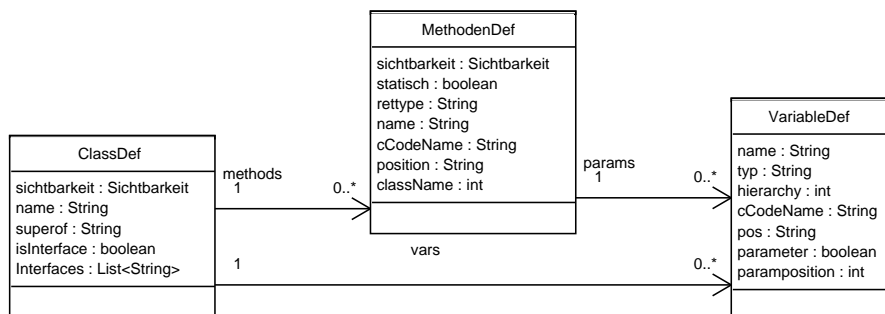 MethodenDef
sichtbarkeit : Sichtbarkeit
statisch : boolean
rettype : String
name : String
cCodeName : String
position : String
className : int
VariableDef
name : String
typ : String
hierarchy : int
cCodeName : String
pos : String
parameter : boolean
paramposition : int
ClassDef
sichtbarkeit : Sichtbarkeit
name : String
superof : String
isInterface : boolean
Interfaces : List<String>
methods
1
0..*
params
1
0..*
vars
1
0..*